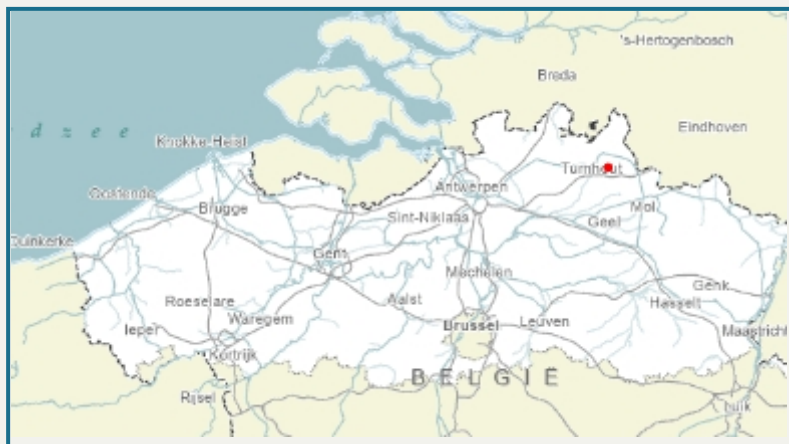 's-Hertogenbosch
Breda
d z e e
Eindhoven
Knokke-Heist
Turnhout
Oostende
Antwerpen
Brugge
Mol
Sint-Niklaas
Geel
Duinkerke
Gent
Mechelen
Genk
Roeselare
Aalst
Hasselt
Ieper
Waregem
Brussel
Leuven
Maastricht
Kortrijk
BELGIË
Rijsel
Luik